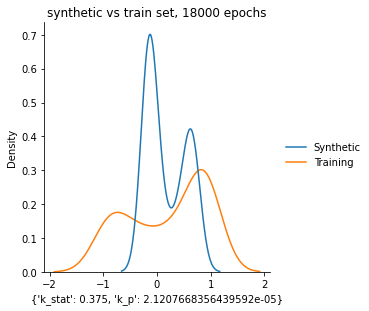 synthetic vs train set, 18000 epochs
0.7
0.6
0.5
0.4
0.3
0.2
0.1
0.0
Density
Synthetic
Training
−2
−1
0
1
2
{'k_stat': 0.375, 'k_p': 2.1207668356439592e-05}